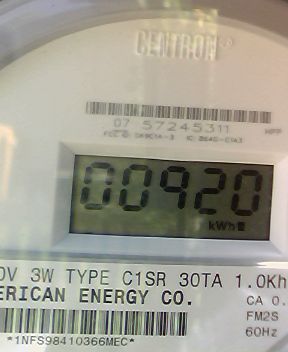 CENTRON®
07 57245311 HPP
00920
kWh
0V 3W TYPE C1SR 30TA 1.0Kh
ERICAN ENERGY CO.
CA 0.
FM2S
60Hz
*1NFS98410366MEC*